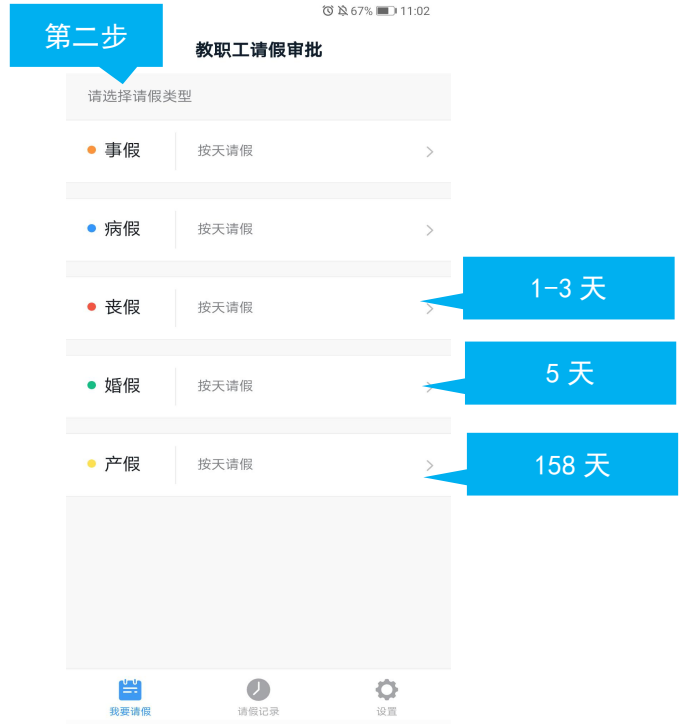 67% 11:02
第二步
教职工请假审批
请选择请假类型
事假 按天请假
病假 按天请假
丧假 按天请假
1-3 天
婚假 按天请假
5 天
产假 按天请假
158 天
我要请假 请假记录 设置